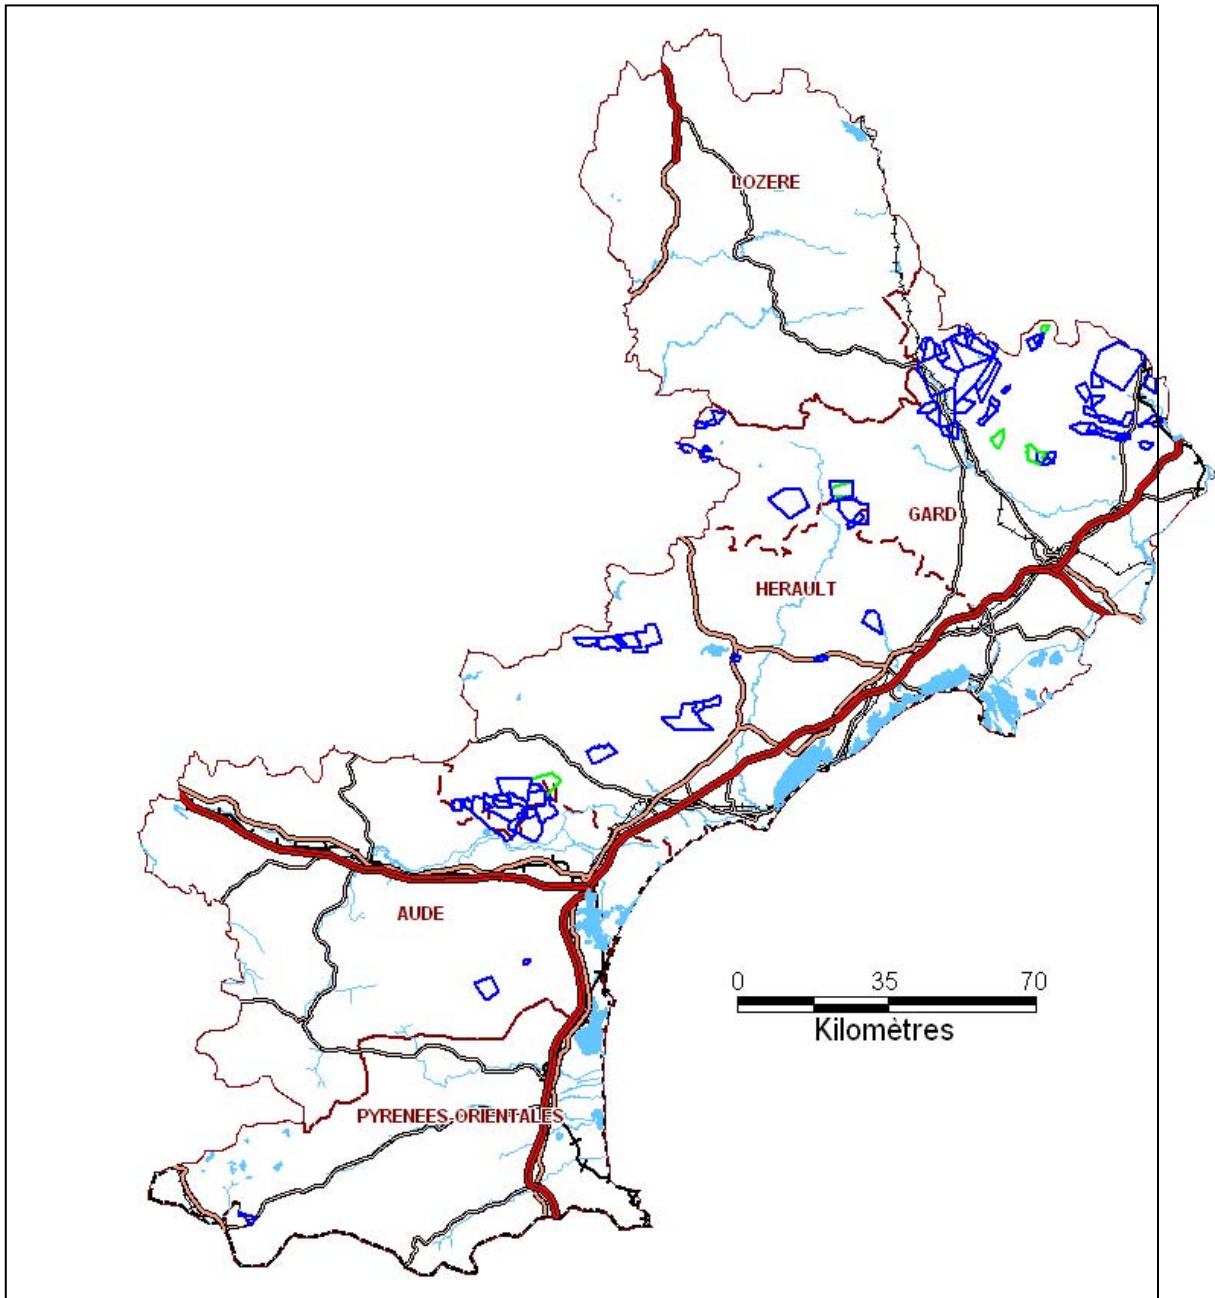 LOZERE
GARD
HERAULT
AUDE
0 35 70
Kilomètres
PYRENEES-ORIENTALES